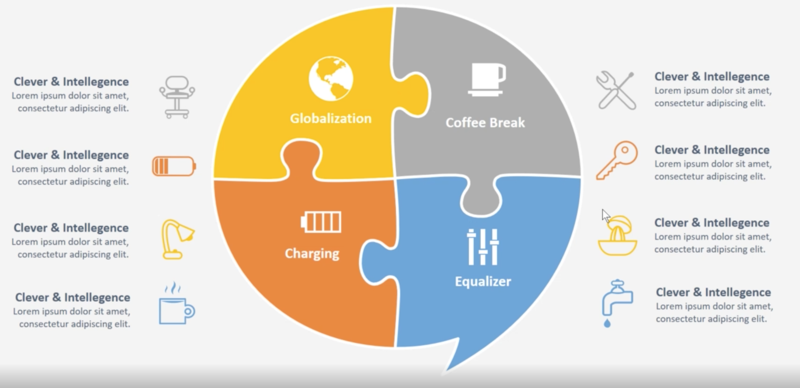 Clever & Intellegence
Lorem ipsum dolor sit amet,
consectetur adipiscing elit.
Clever & Intellegence
Lorem ipsum dolor sit amet,
consectetur adipiscing elit.
Clever & Intellegence
Lorem ipsum dolor sit amet,
consectetur adipiscing elit.
Clever & Intellegence
Lorem ipsum dolor sit amet,
consectetur adipiscing elit.
Globalization
Coffee Break
Charging
Equalizer
Clever & Intellegence
Lorem ipsum dolor sit amet,
consectetur adipiscing elit.
Clever & Intellegence
Lorem ipsum dolor sit amet,
consectetur adipiscing elit.
Clever & Intellegence
Lorem ipsum dolor sit amet,
consectetur adipiscing elit.
Clever & Intellegence
Lorem ipsum dolor sit amet,
consectetur adipiscing elit.